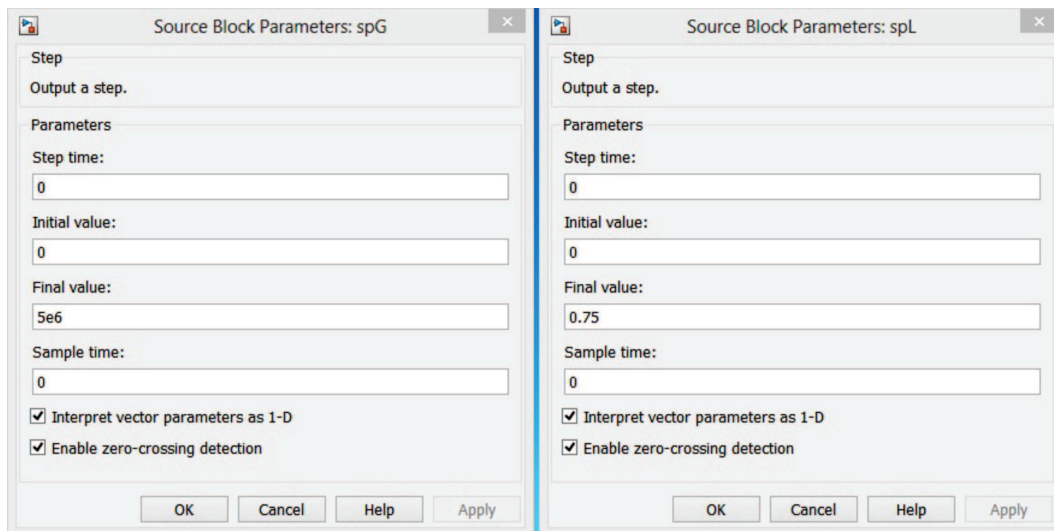 Source Block Parameters: spG
Step
Output a step.
Parameters
Step time:
0
Initial value:
0
Final value:
5e6
Sample time:
0
Interpret vector parameters as 1-D
Enable zero-crossing detection
OK Cancel Help Apply
Source Block Parameters: spL
Step
Output a step.
Parameters
Step time:
0
Initial value:
0
Final value:
0.75
Sample time:
0
Interpret vector parameters as 1-D
Enable zero-crossing detection
OK Cancel Help Apply